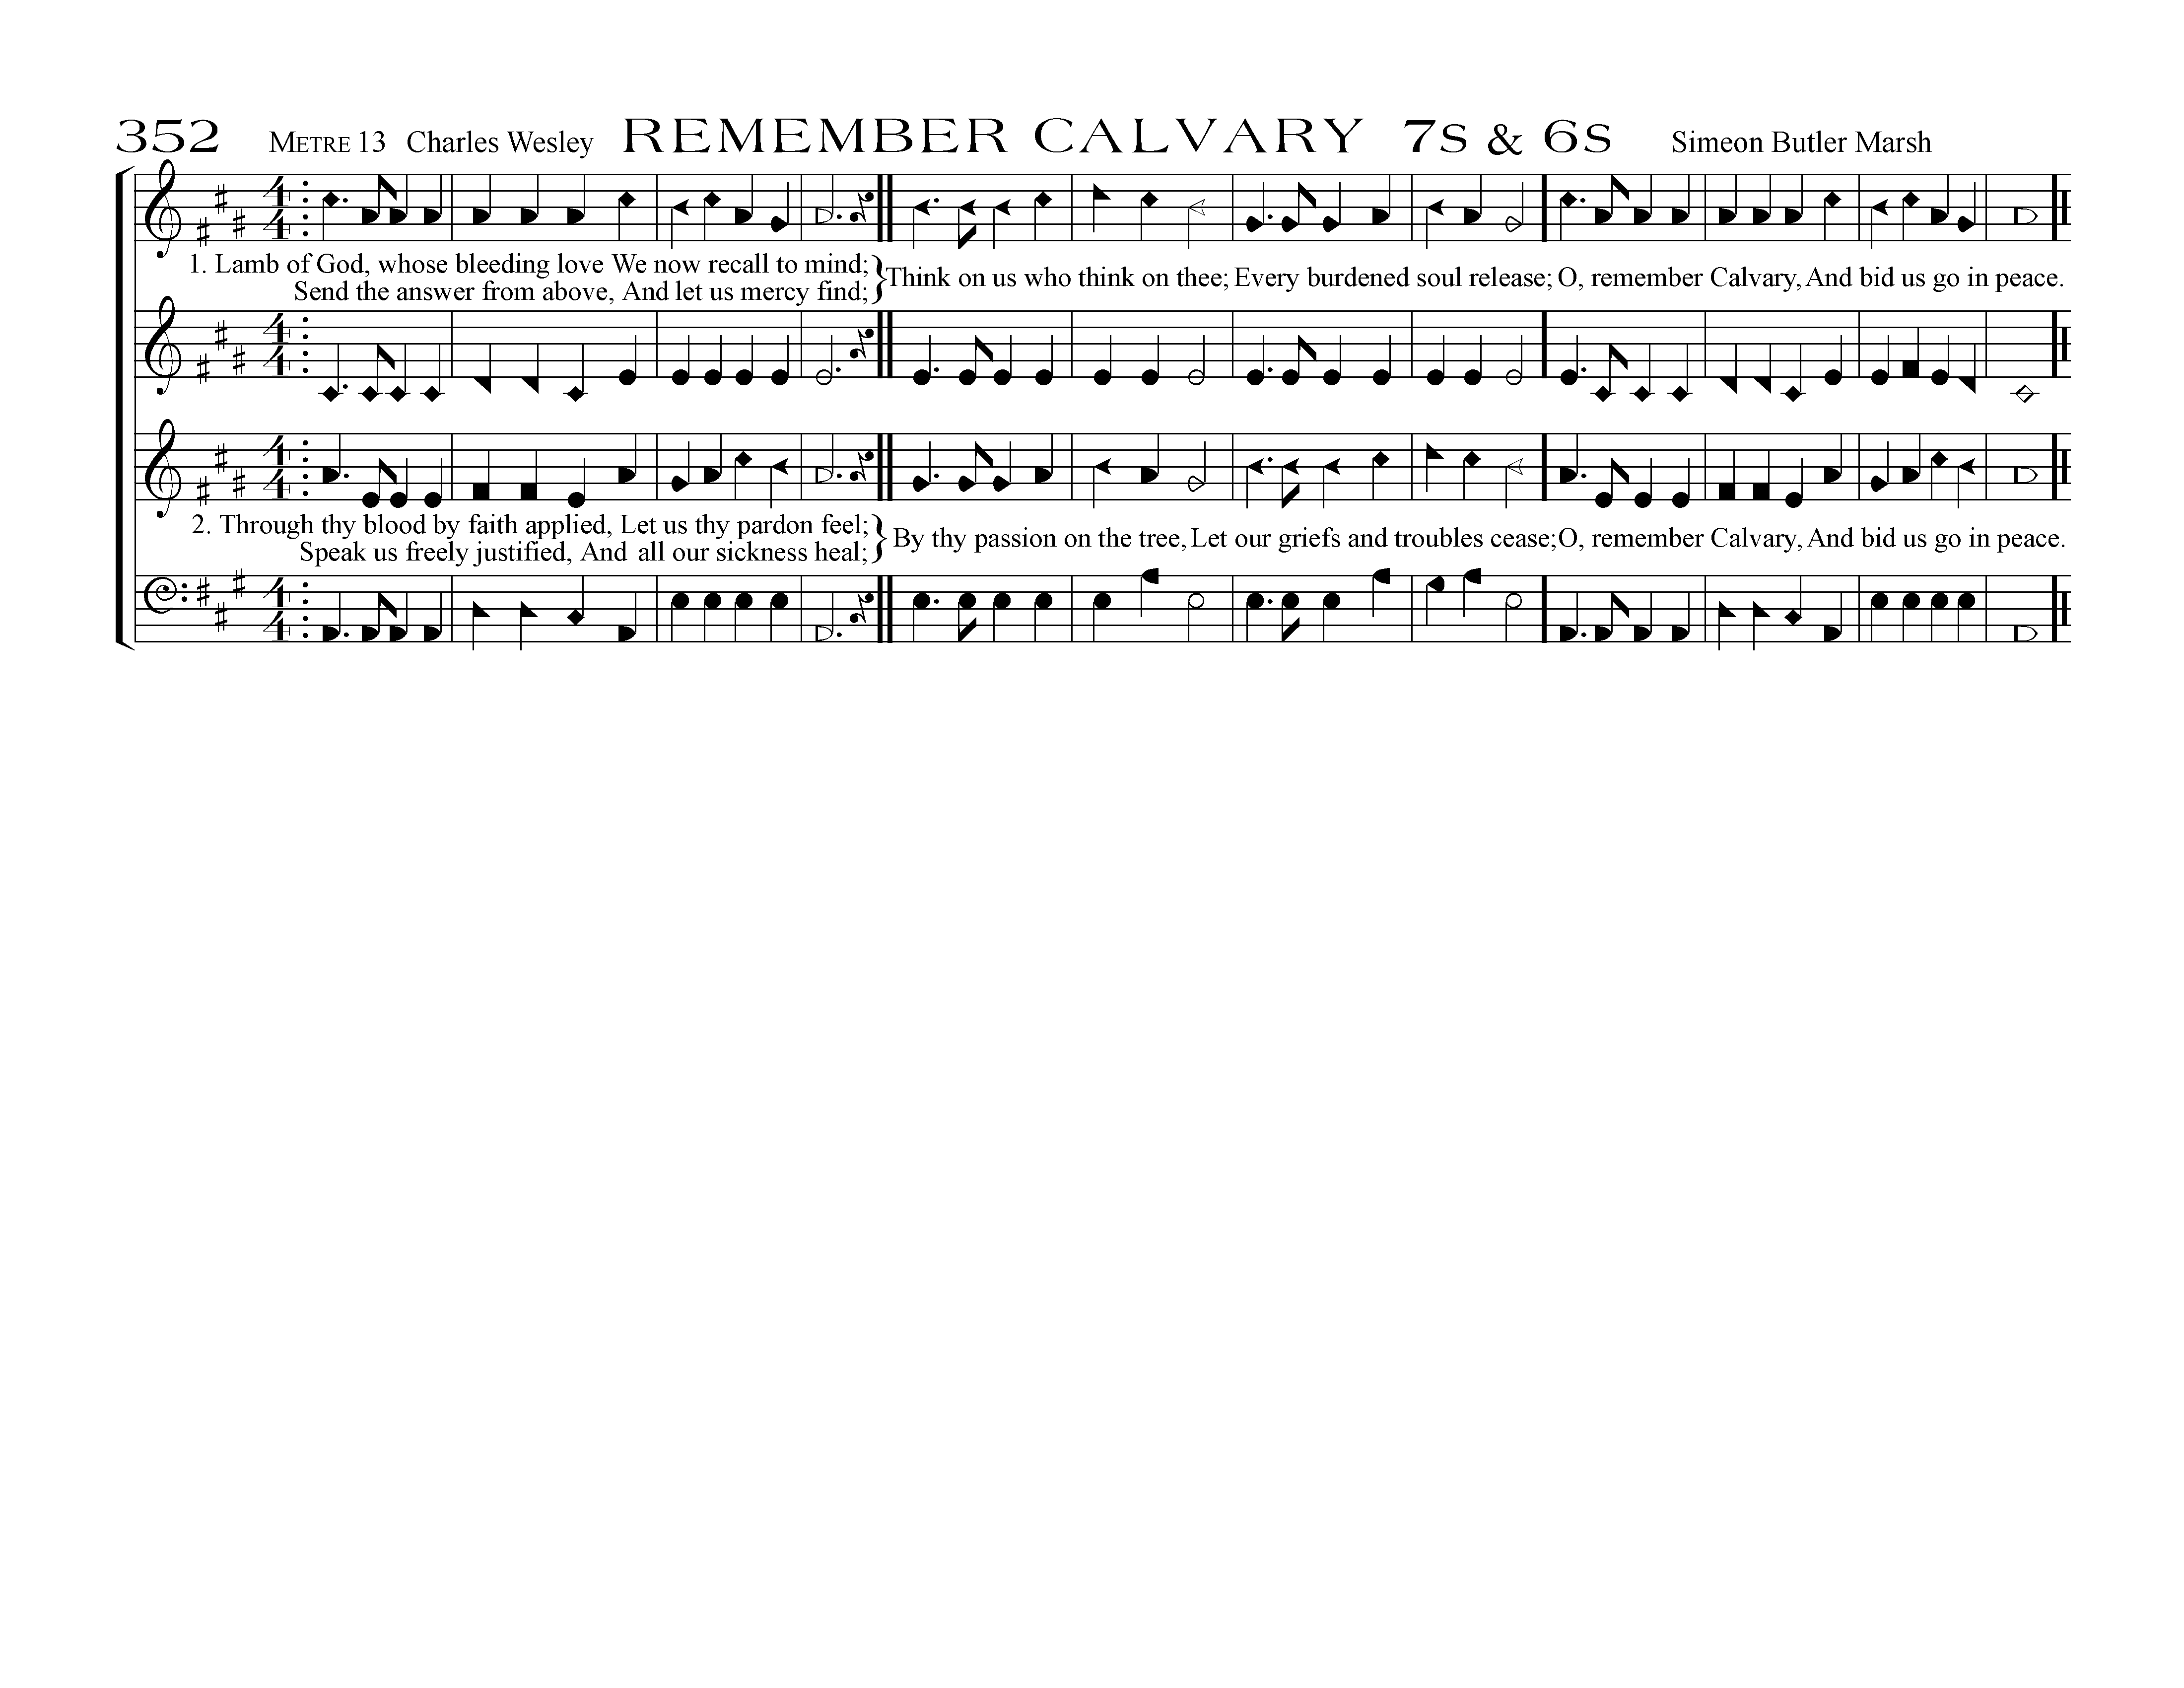 352 METRE 13 Charles Wesley REMEMBER CALVARY 7S & 6S Simeon Butler Marsh
1. Lamb of God, whose bleeding love We now recall to mind;
Send the answer from above, And let us mercy find;
Think on us who think on thee; Every burdened soul release; O, remember Calvary, And bid us go in peace.
2. Through thy blood by faith applied, Let us thy pardon feel;
Speak us freely justified, And all our sickness heal;
By thy passion on the tree, Let our griefs and troubles cease; O, remember Calvary, And bid us go in peace.